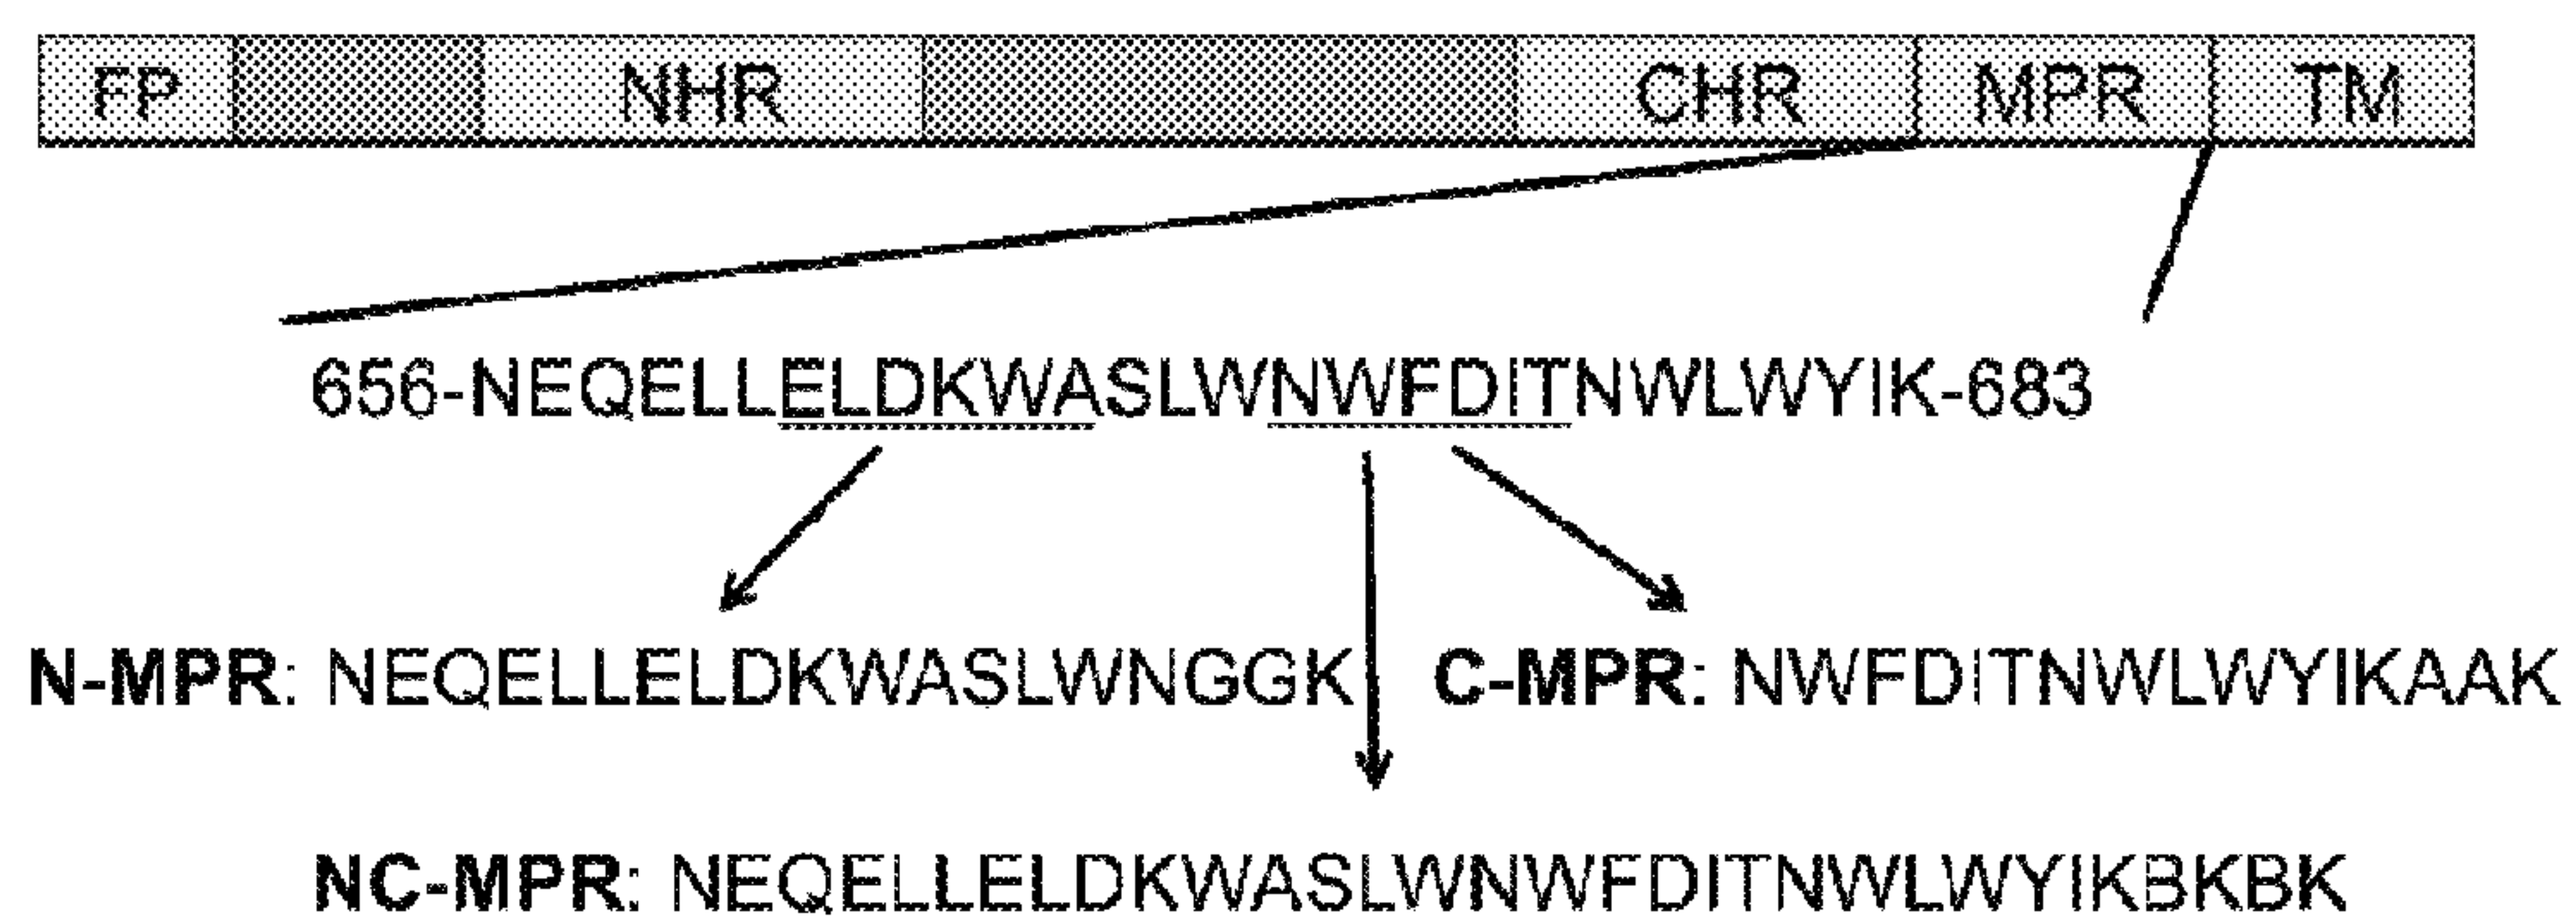 FP NHR CHR MPR TM
656-NEQELLELDKWASLWNWFDITNWLWYIK-683
N-MPR: NEQELLELDKWASLWNGGK C-MPR: NWFDITNWLWYIKAAK
NC-MPR: NEQELLELDKWASLWNWFDITNWLWYIKBKBK